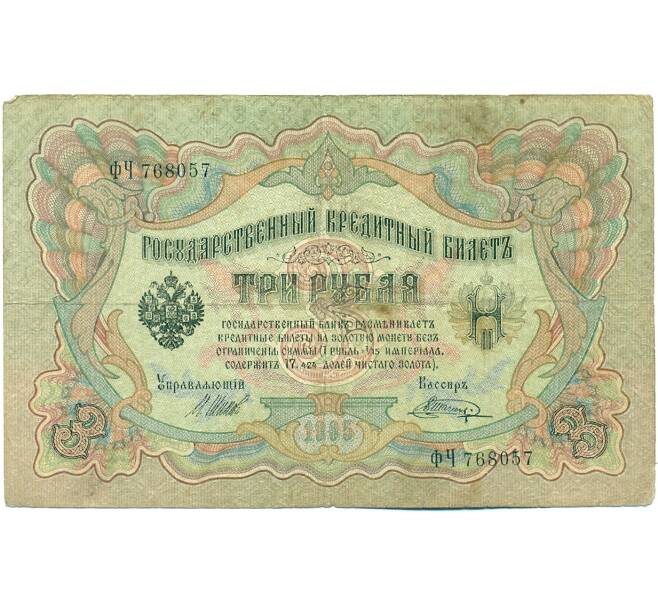 ФЧ 768057
ГОСУДАРСТВЕННЫЙ КРЕДИТНЫЙ БИЛЕТЪ
ТРИ РУБЛЯ
ГОСУДАРСТВЕННЫЙ БАНКЪ РАЗМѢНИВАЕТЪ
КРЕДИТНЫЕ БИЛЕТЫ НА ЗОЛОТУЮ МОНЕТУ БЕЗЪ
ОГРАНИЧЕНІЯ СУММЫ (1 РУБЛЬ = 1/15 ИМПЕРІАЛА,
СОДЕРЖИТЪ 17,424 ДОЛЕЙ ЧИСТАГО ЗОЛОТА).
Управляющій Кассиръ
3 1905 3
ФЧ 768057